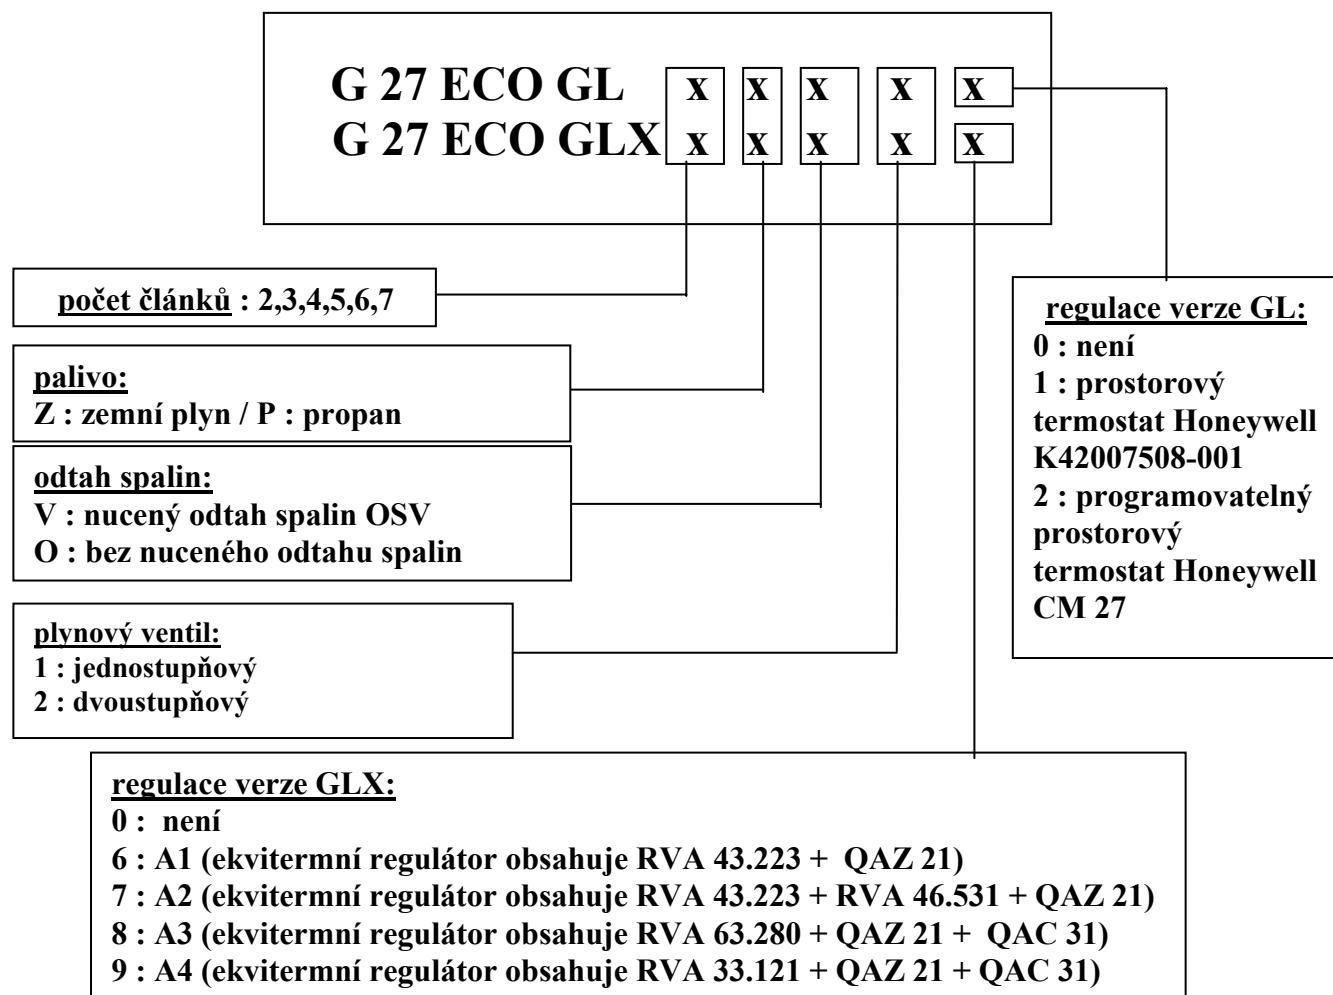 G 27 ECO GL x x x x x
G 27 ECO GLX x x x x x
počet článků : 2,3,4,5,6,7
palivo:
Z : zemní plyn / P : propan
odtah spalin:
V : nucený odtah spalin OSV
O : bez nuceného odtahu spalin
plynový ventil:
1 : jednostupňový
2 : dvoustupňový
regulace verze GL:
0 : není
1 : prostorový
termostat Honeywell
K42007508-001
2 : programovatelný
prostorový
termostat Honeywell
CM 27
regulace verze GLX:
0 : není
6 : A1 (ekvitermní regulátor obsahuje RVA 43.223 + QAZ 21)
7 : A2 (ekvitermní regulátor obsahuje RVA 43.223 + RVA 46.531 + QAZ 21)
8 : A3 (ekvitermní regulátor obsahuje RVA 63.280 + QAZ 21 + QAC 31)
9 : A4 (ekvitermní regulátor obsahuje RVA 33.121 + QAZ 21 + QAC 31)